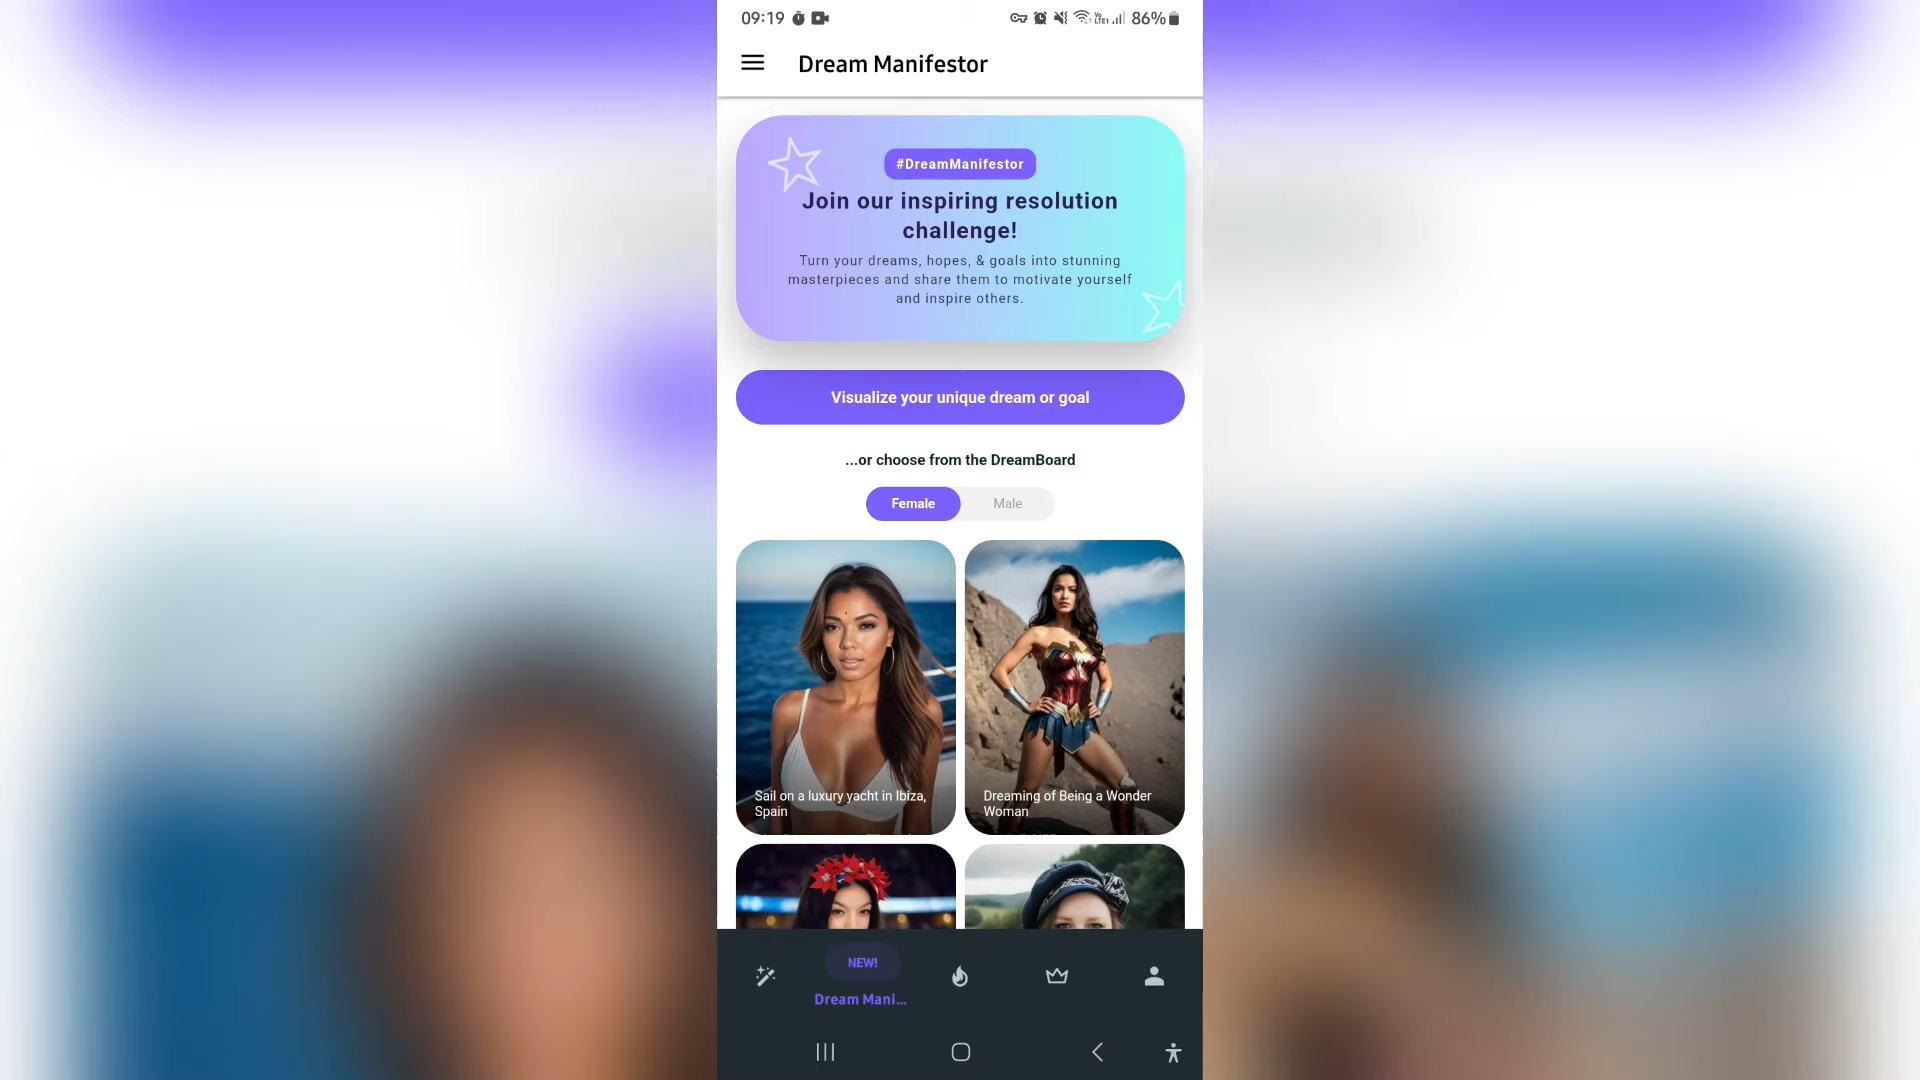 09:19
86%
Dream Manifestor
#DreamManifestor
Join our inspiring resolution
challenge!
Turn your dreams, hopes, & goals into stunning
masterpieces and share them to motivate yourself
and inspire others.
Visualize your unique dream or goal
...or choose from the DreamBoard
Female
Male
Sail on a luxury yacht in Ibiza,
Spain
Dreaming of Being a Wonder
Woman
NEW!
Dream Mani...